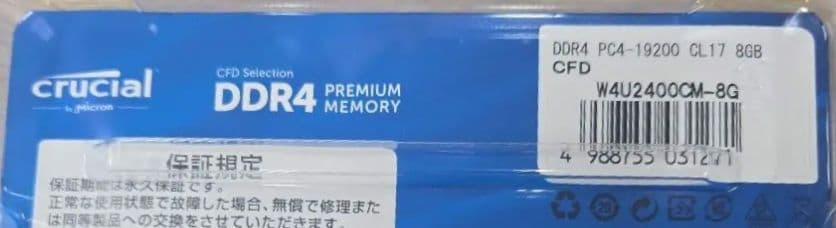 crucial
by micron
CFD Selection
DDR4 PREMIUM MEMORY
DDR4 PC4-19200 CL17 8GB
CFD
W4U2400CM-8G
4 988755 031271
保証規定
保証期間は永久保証です。
正常な使用状態で故障した場合、無償で修理また
は同等製品への交換をさせていただきます。